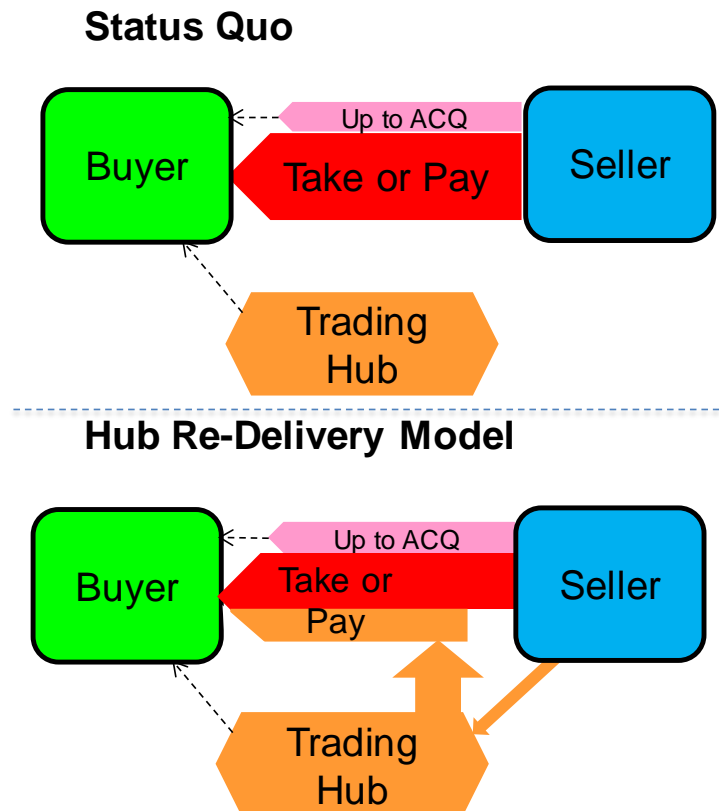 Status Quo
Up to ACQ
Buyer
Take or Pay
Seller
Trading
Hub
Hub Re-Delivery Model
Up to ACQ
Buyer
Take or
Seller
Pay
Trading
Hub